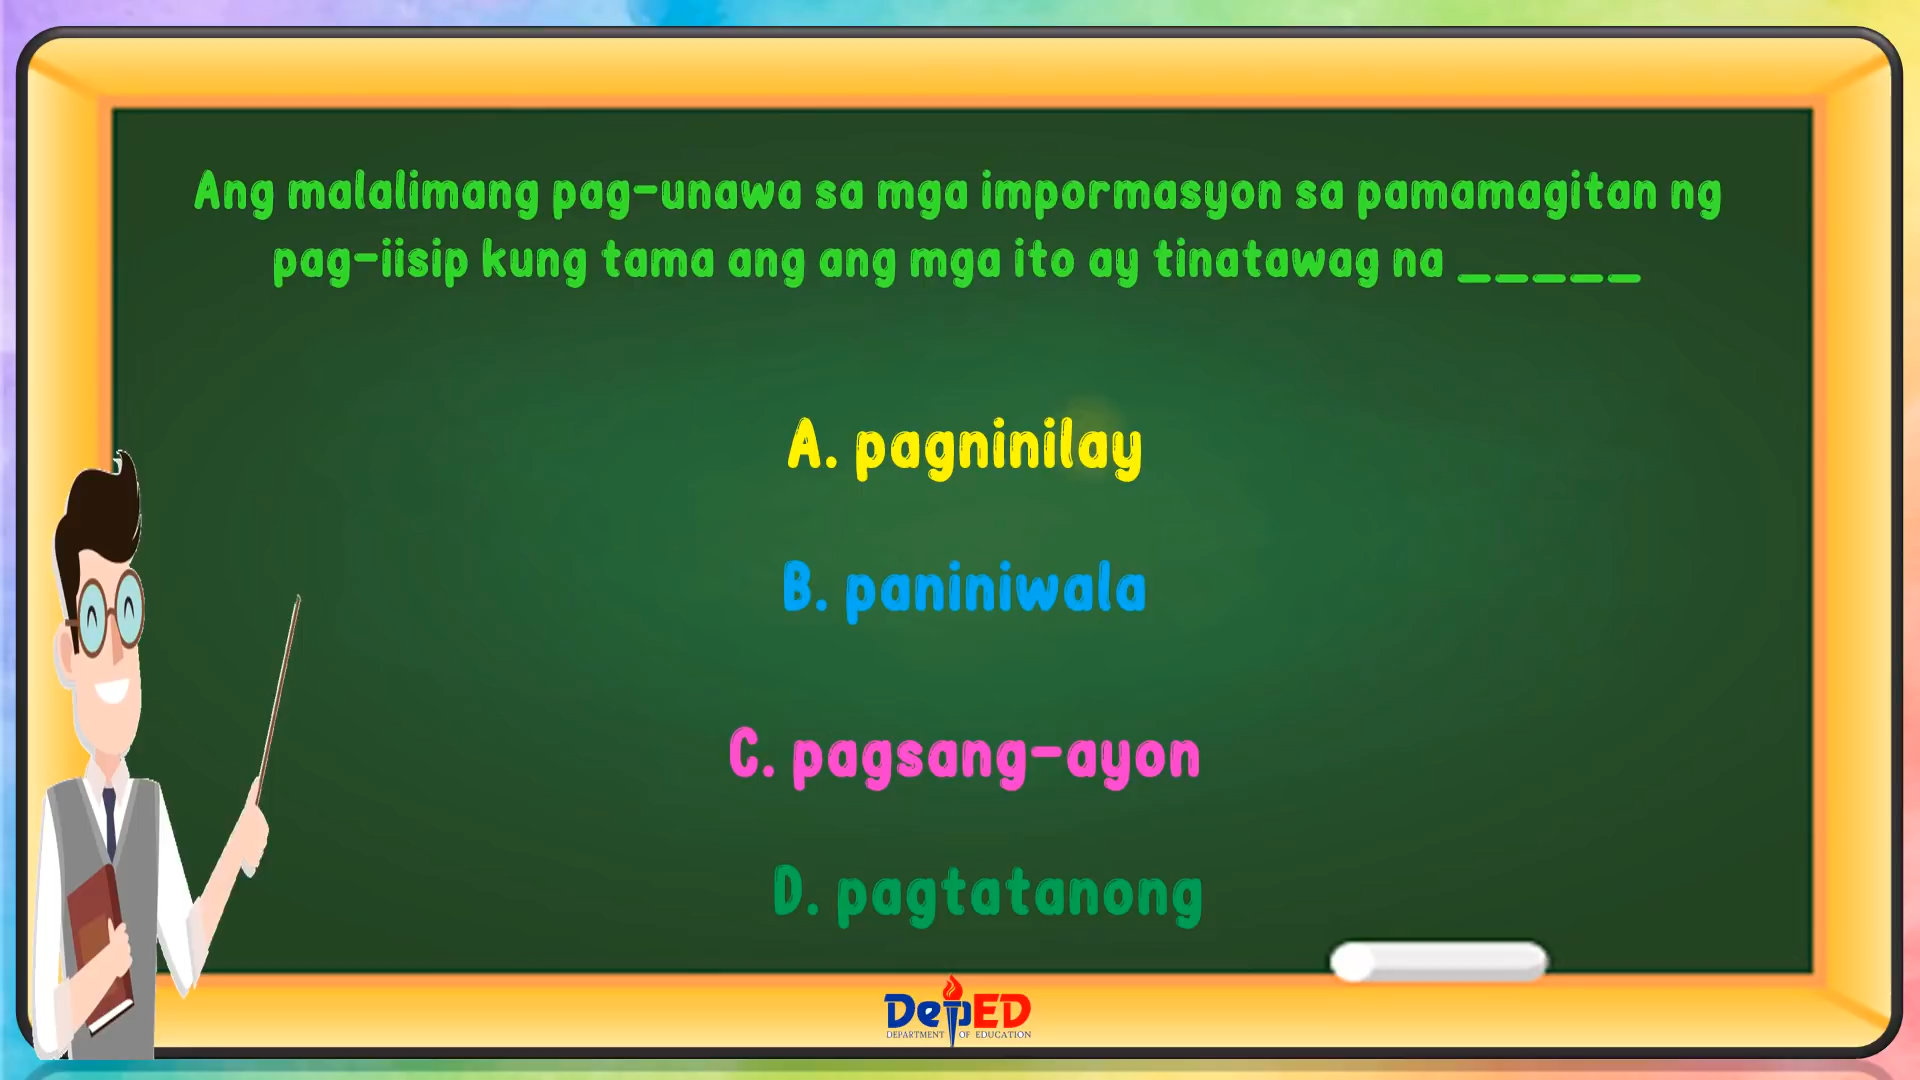 Ang malalimang pag-unawa sa mga impormasyon sa pamamagitan ng
pag-iisip kung tama ang ang mga ito ay tinatawag na _____
A. pagninilay
B. paniniwala
C. pagsang-ayon
D. pagtatanong
DepED
DEPARTMENT OF EDUCATION